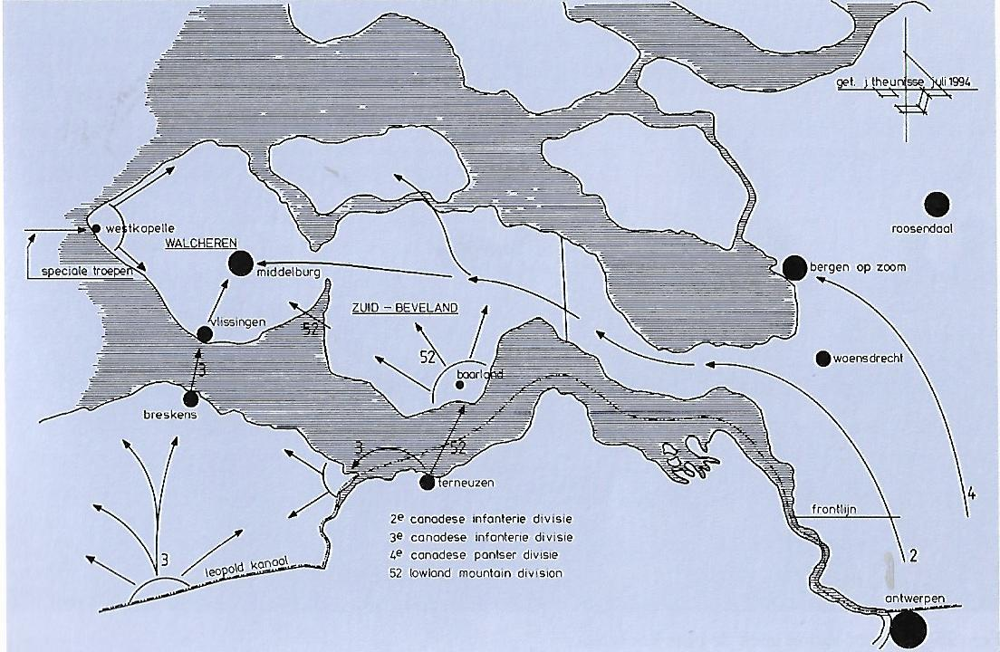 get. j theunisse juli 1994
roosendaal
westkapelle
WALCHEREN
speciale troepen
middelburg
bergen op zoom
ZUID - BEVELAND
vlissingen
52
52
woensdrecht
3
baarland
breskens
3
52
terneuzen
4
frontlijn
2e canadese infanterie divisie
3e canadese infanterie divisie
4e canadese pantser divisie
52 lowland mountain division
3
leopold kanaal
2
antwerpen